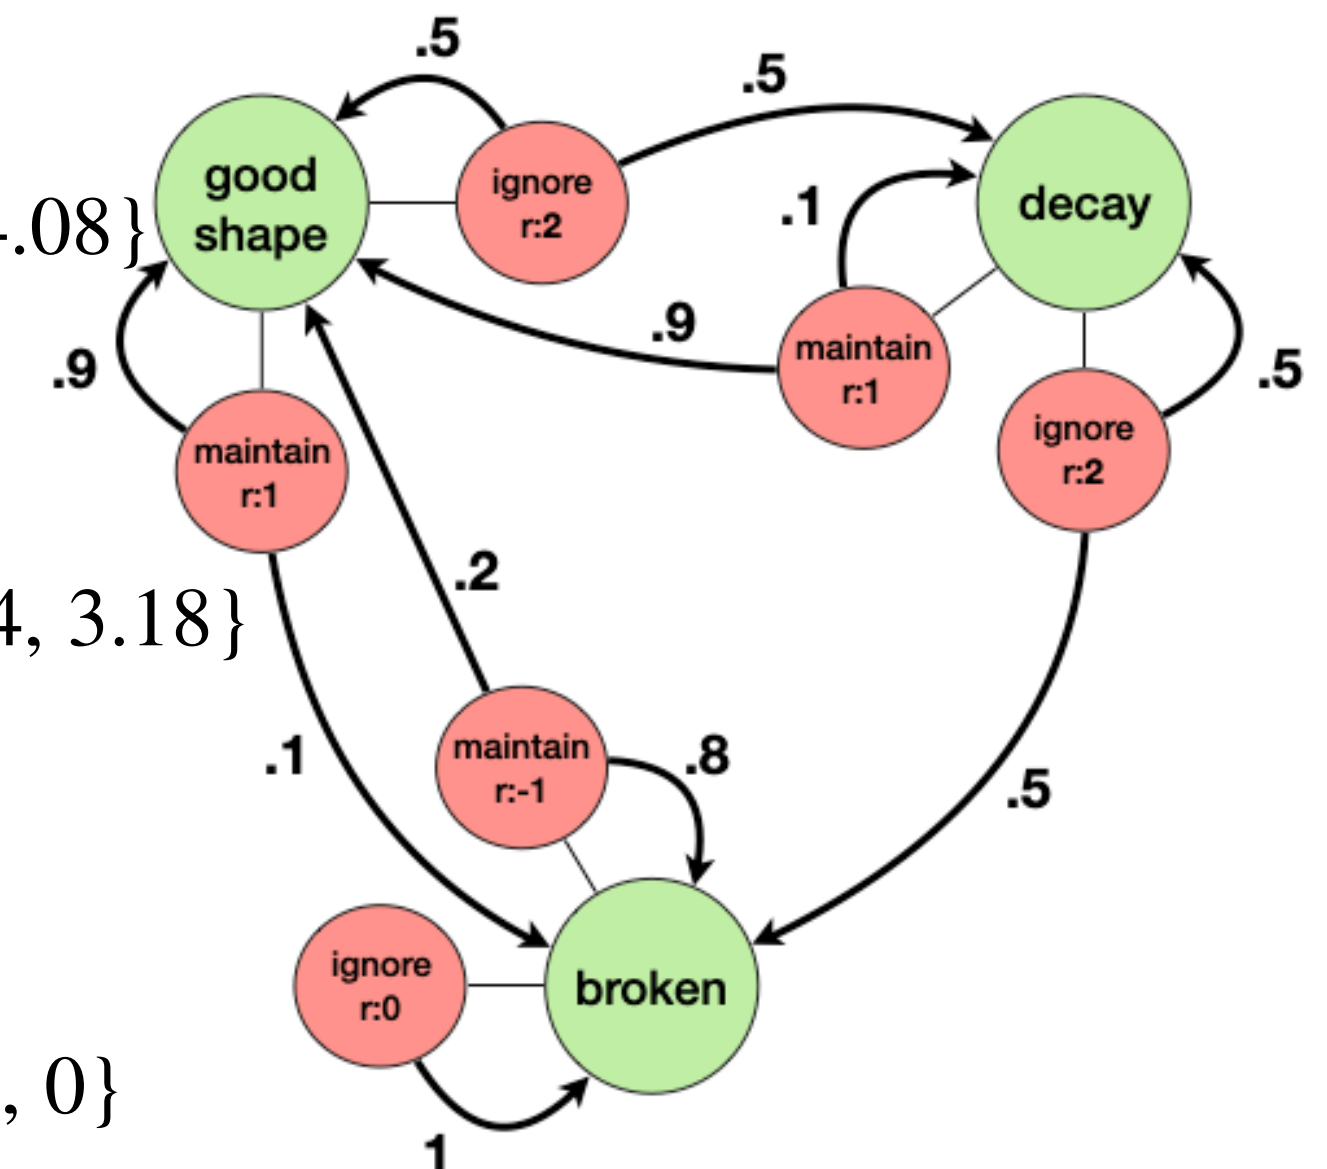 .5
.5
good
shape
ignore
r:2
decay
.1
.08}
.9
maintain
r:1
.9
.5
maintain
r:1
ignore
r:2
.2
4, 3.18}
.1
maintain
r:-1
.8
.5
ignore
r:0
broken
, 0}
1